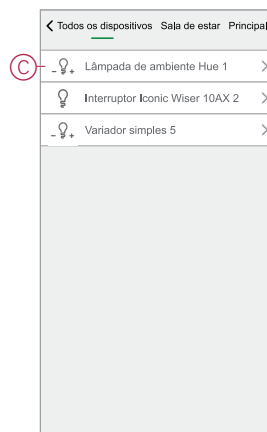 Todos os dispositivos Sala de estar Principal
C
Lâmpada de ambiente Hue 1
Interruptor Iconic Wiser 10AX 2
Variador simples 5